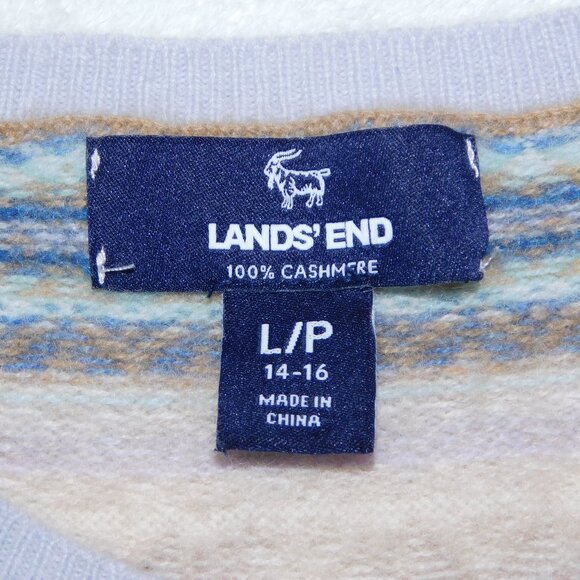 LANDS' END
100% CASHMERE
L/P
14-16
MADE IN
CHINA